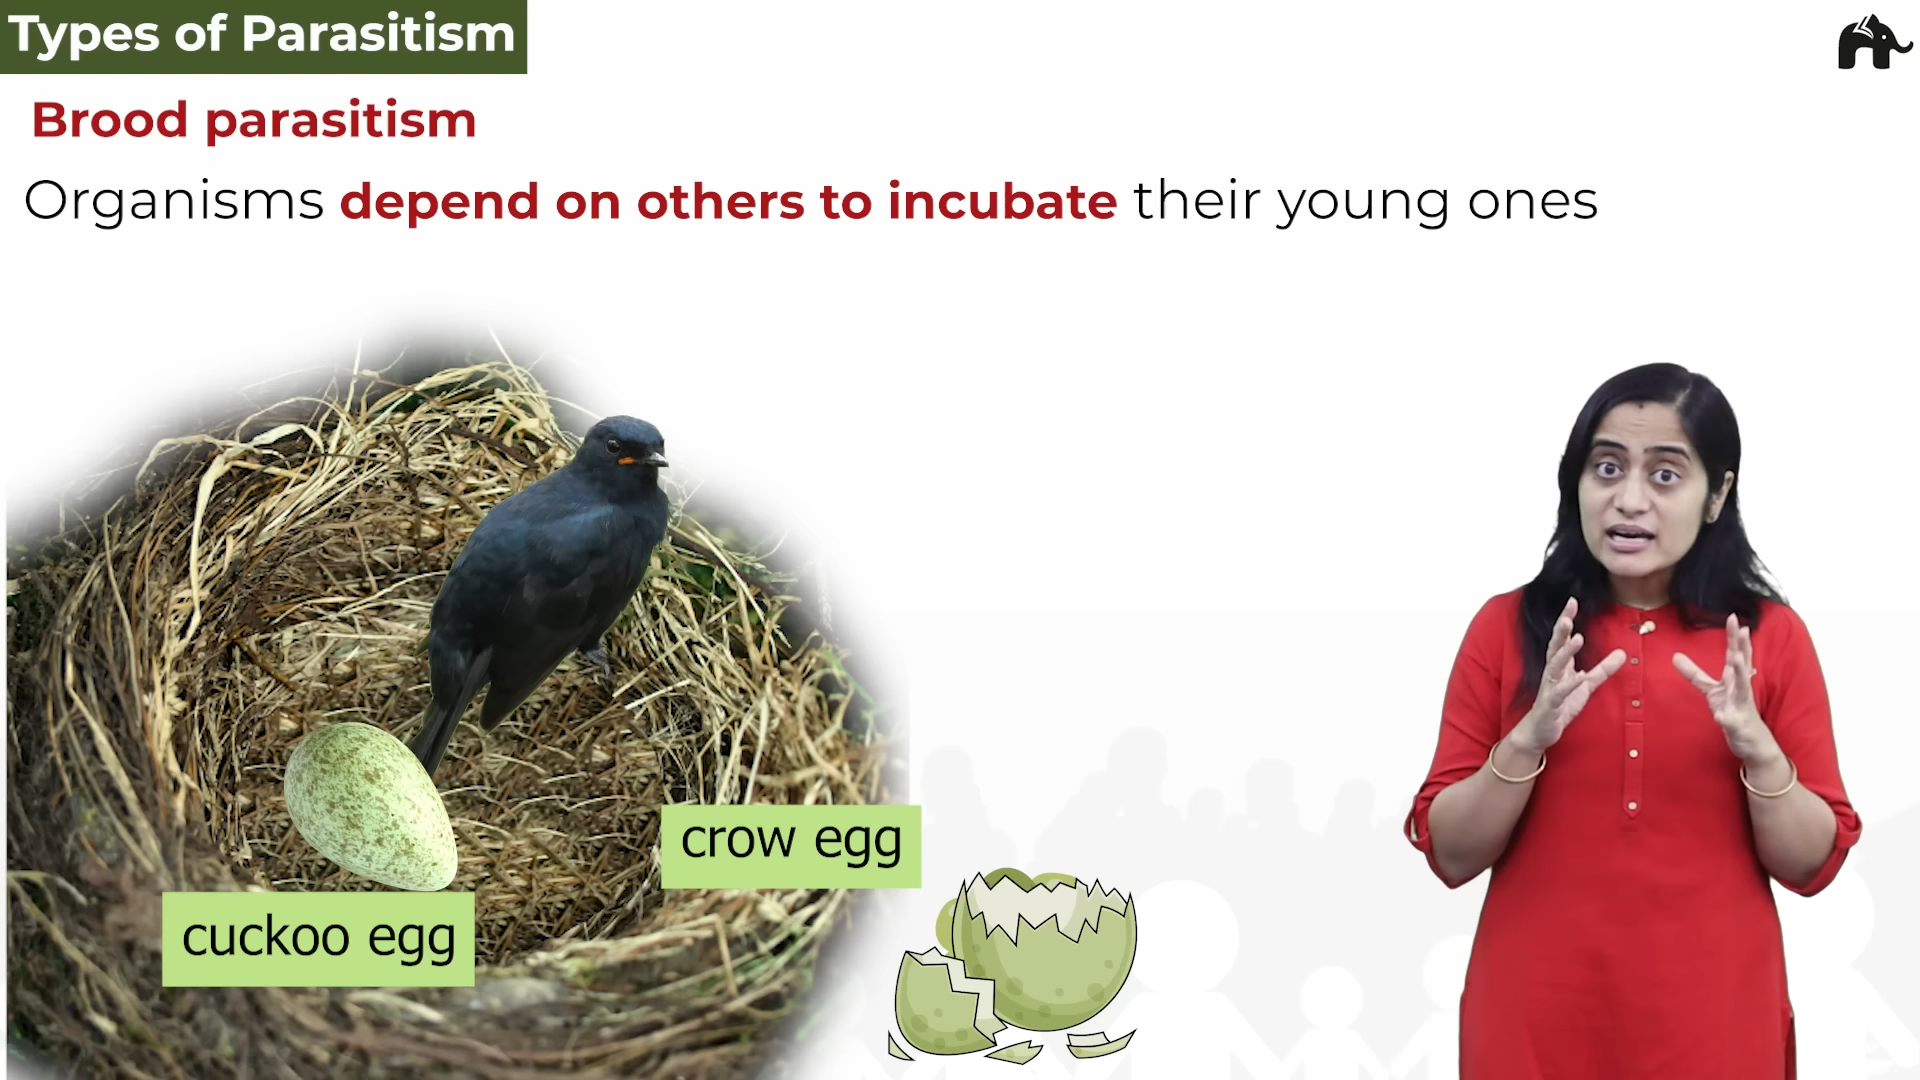 Types of Parasitism
Brood parasitism
Organisms depend on others to incubate their young ones
crow egg
cuckoo egg